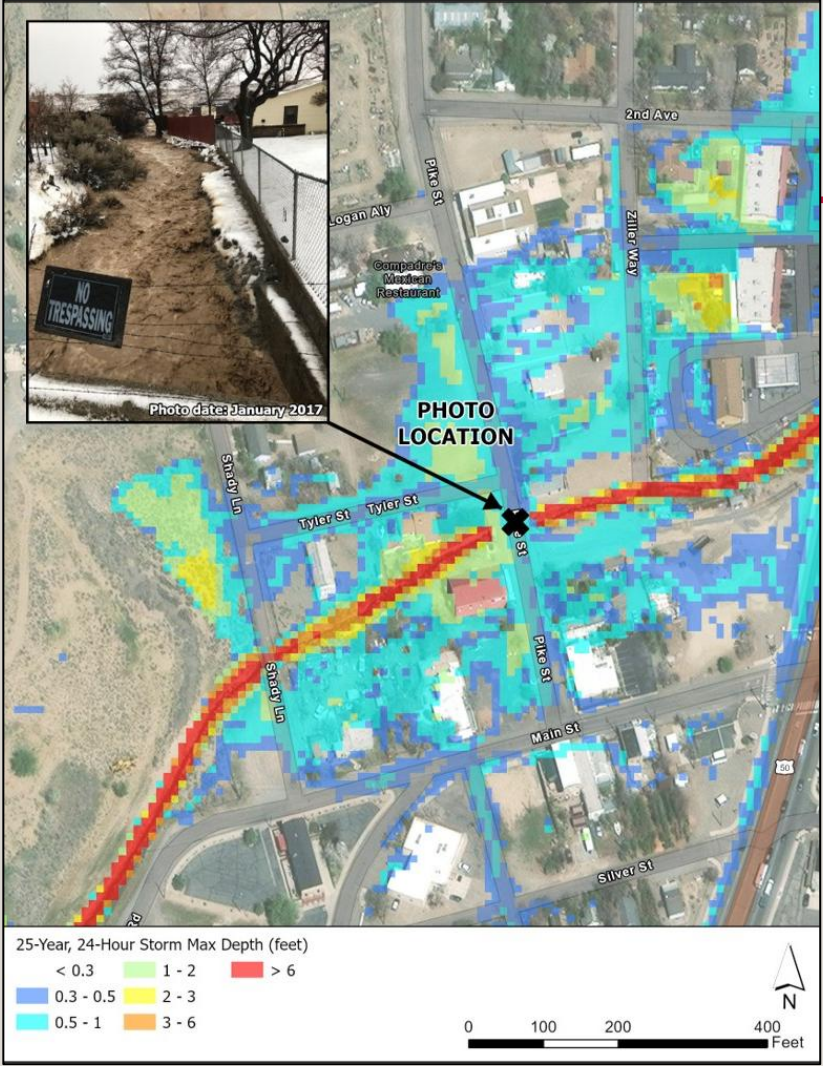 2nd Ave
Pike St
Logan Aly
Ziller Way
Compadre's
Mexican
Restaurant
NO
TRESPASSING
Photo date: January 2017
PHOTO
LOCATION
Shady Ln
Tyler St
Tyler St
St
Shady Ln
Pike St
Main St
50
Silver St
Rd
25-Year, 24-Hour Storm Max Depth (feet)
< 0.3
1 - 2
> 6
0.3 - 0.5
2 - 3
0.5 - 1
3 - 6
N
0 100 200 400
Feet